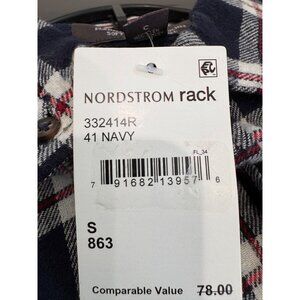 NORDSTROM rack
332414R
41 NAVY
FL_34
7 91682 13957 6
S
863
Comparable Value 78.00